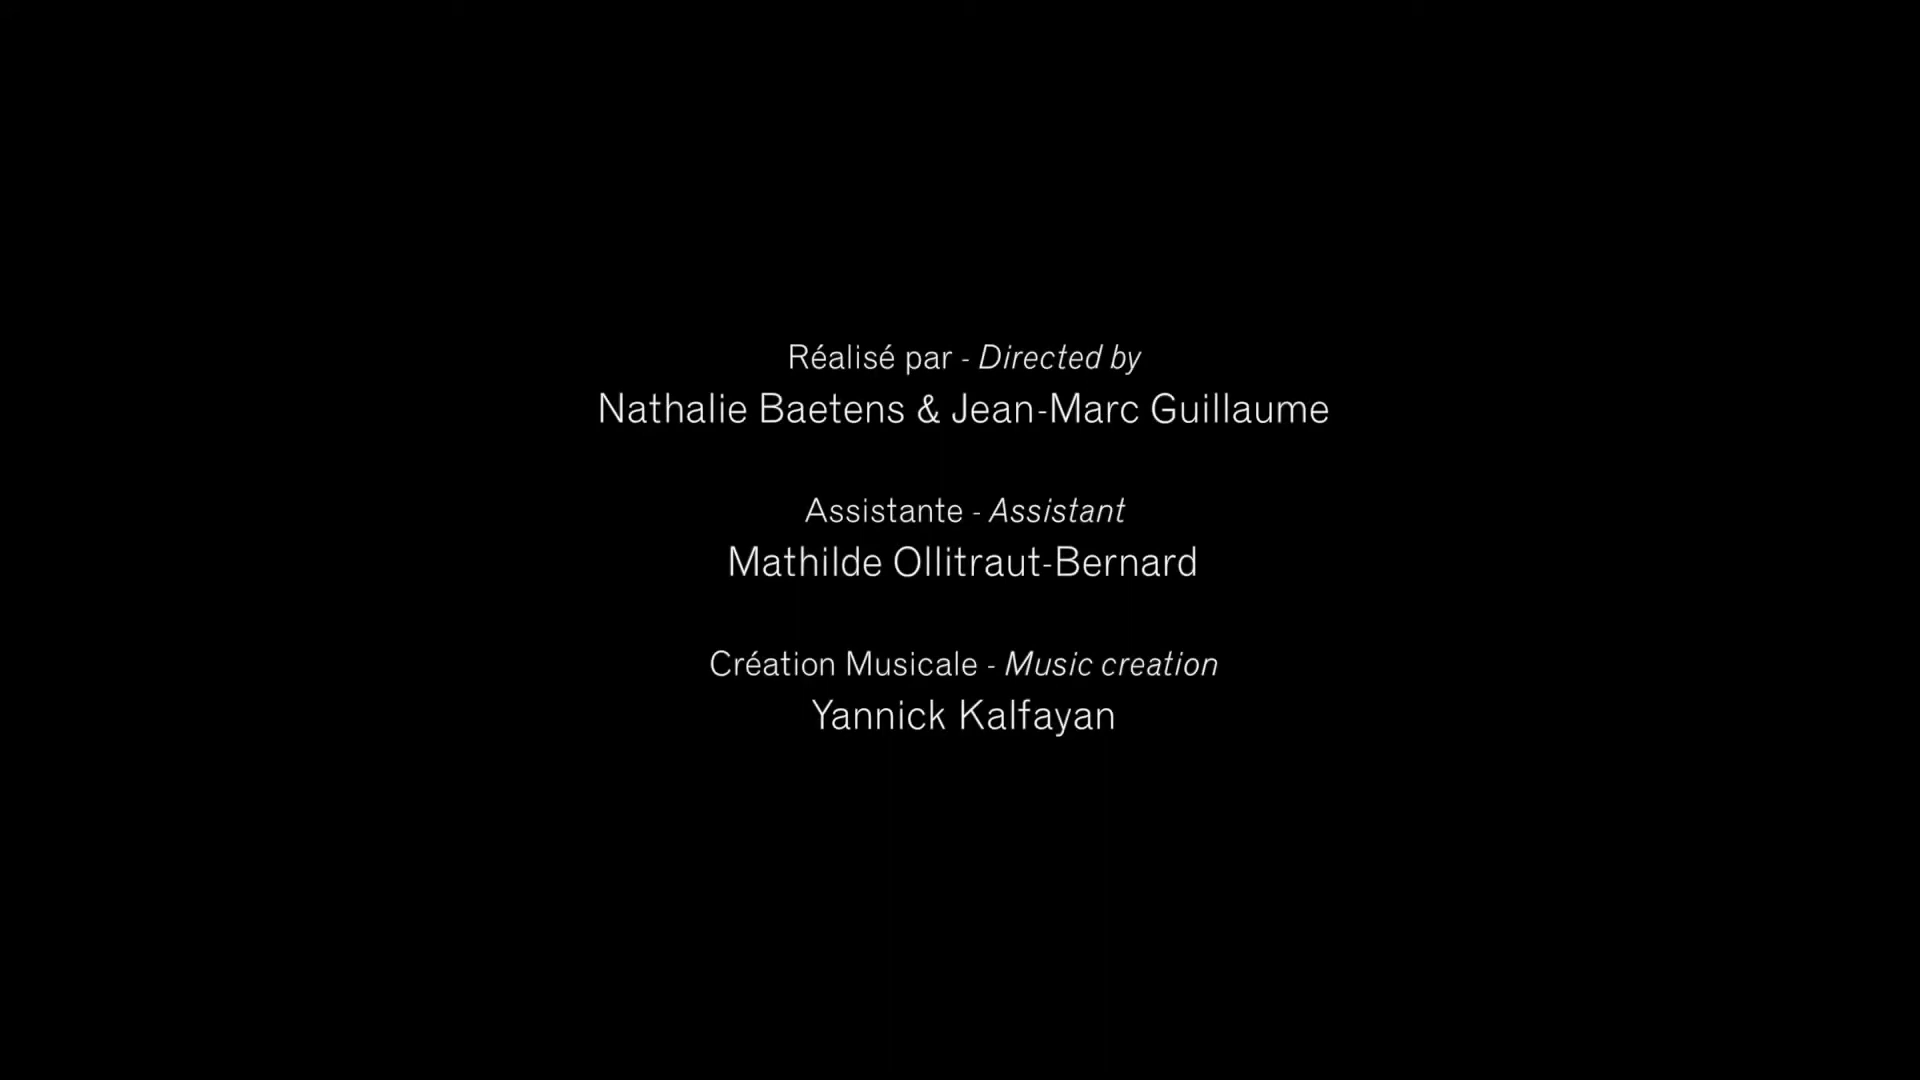 Réalisé par - Directed by
Nathalie Baetens & Jean-Marc Guillaume
Assistante - Assistant
Mathilde Ollitraut-Bernard
Création Musicale - Music creation
Yannick Kalfayan